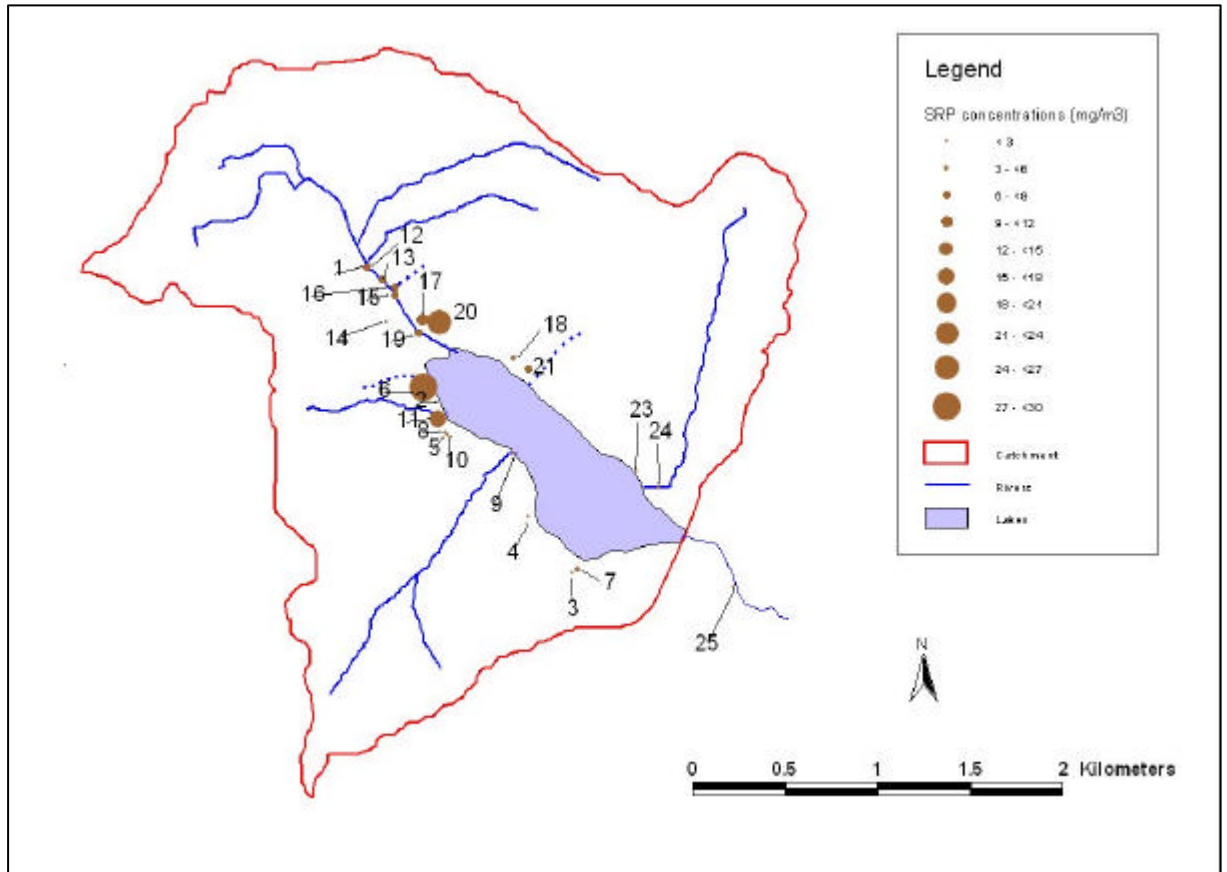 Legend
SRP concentrations (mg/m3)
< 3
3 - <6
6 - <9
9 - <12
12 - <15
15 - <18
18 - <21
21 - <24
24 - <27
27 - <30
Catchment
Rivers
Lakes
12
1
13
17
16
15
20
14
19
18
21
6
2
11
8
5
10
23
24
9
4
7
3
25
N
0 0.5 1 1.5 2 Kilometers